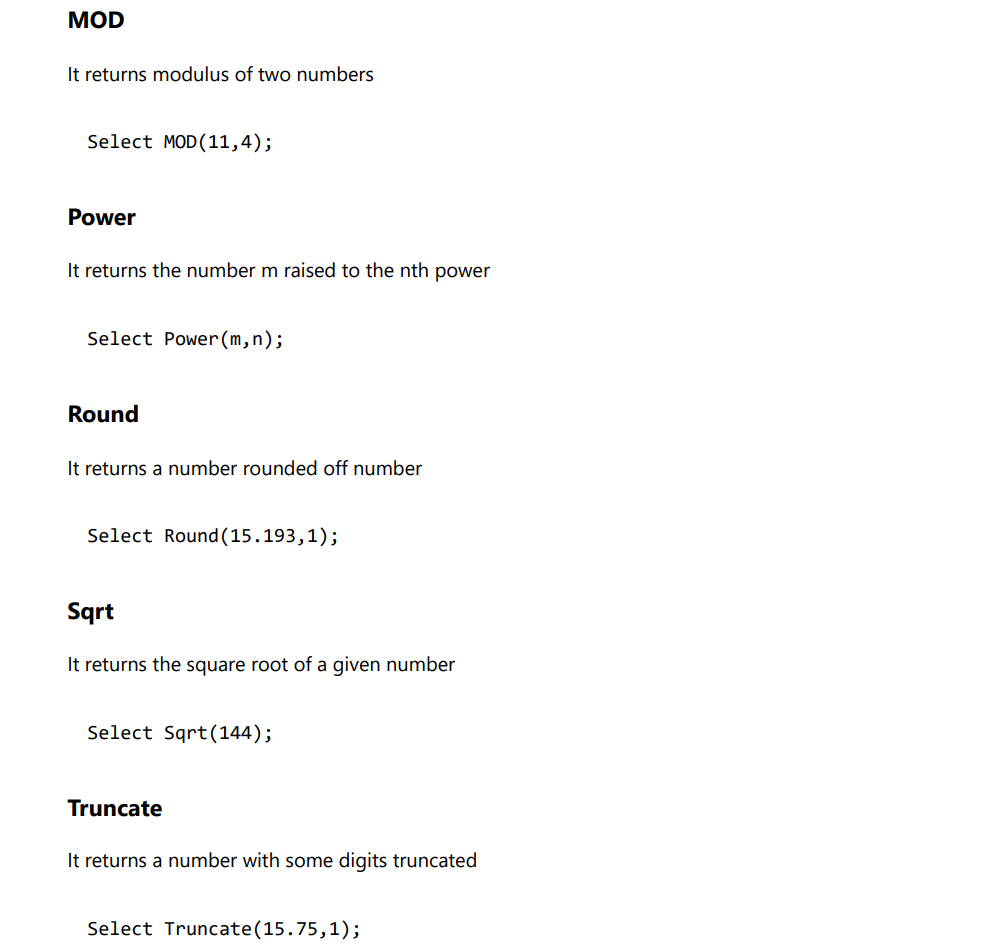 MOD
It returns modulus of two numbers
Select MOD(11,4);
Power
It returns the number m raised to the nth power
Select Power(m,n);
Round
It returns a number rounded off number
Select Round(15.193,1);
Sqrt
It returns the square root of a given number
Select Sqrt(144);
Truncate
It returns a number with some digits truncated
Select Truncate(15.75,1);